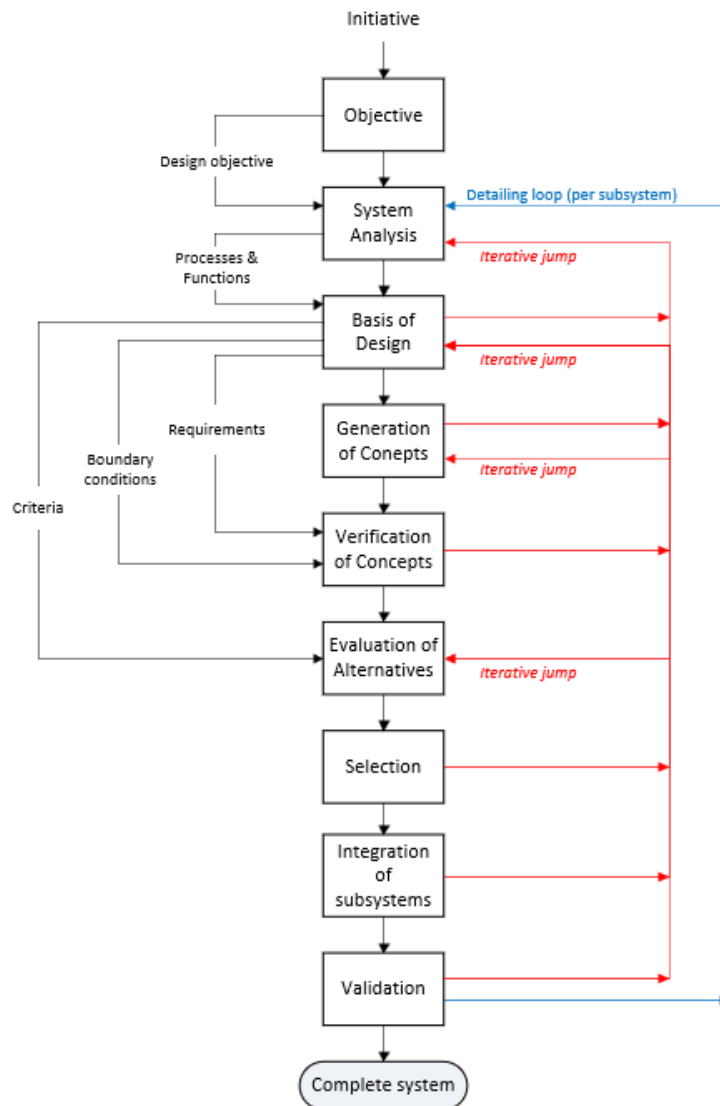 Initiative
Objective
Design objective
System
Analysis
Detailing loop (per subsystem)
Iterative jump
Processes &
Functions
Basis of
Design
Iterative jump
Requirements
Boundary
conditions
Criteria
Generation
of Conepts
Iterative jump
Verification
of Concepts
Evaluation of
Alternatives
Iterative jump
Selection
Integration
of
subsystems
Validation
Complete system